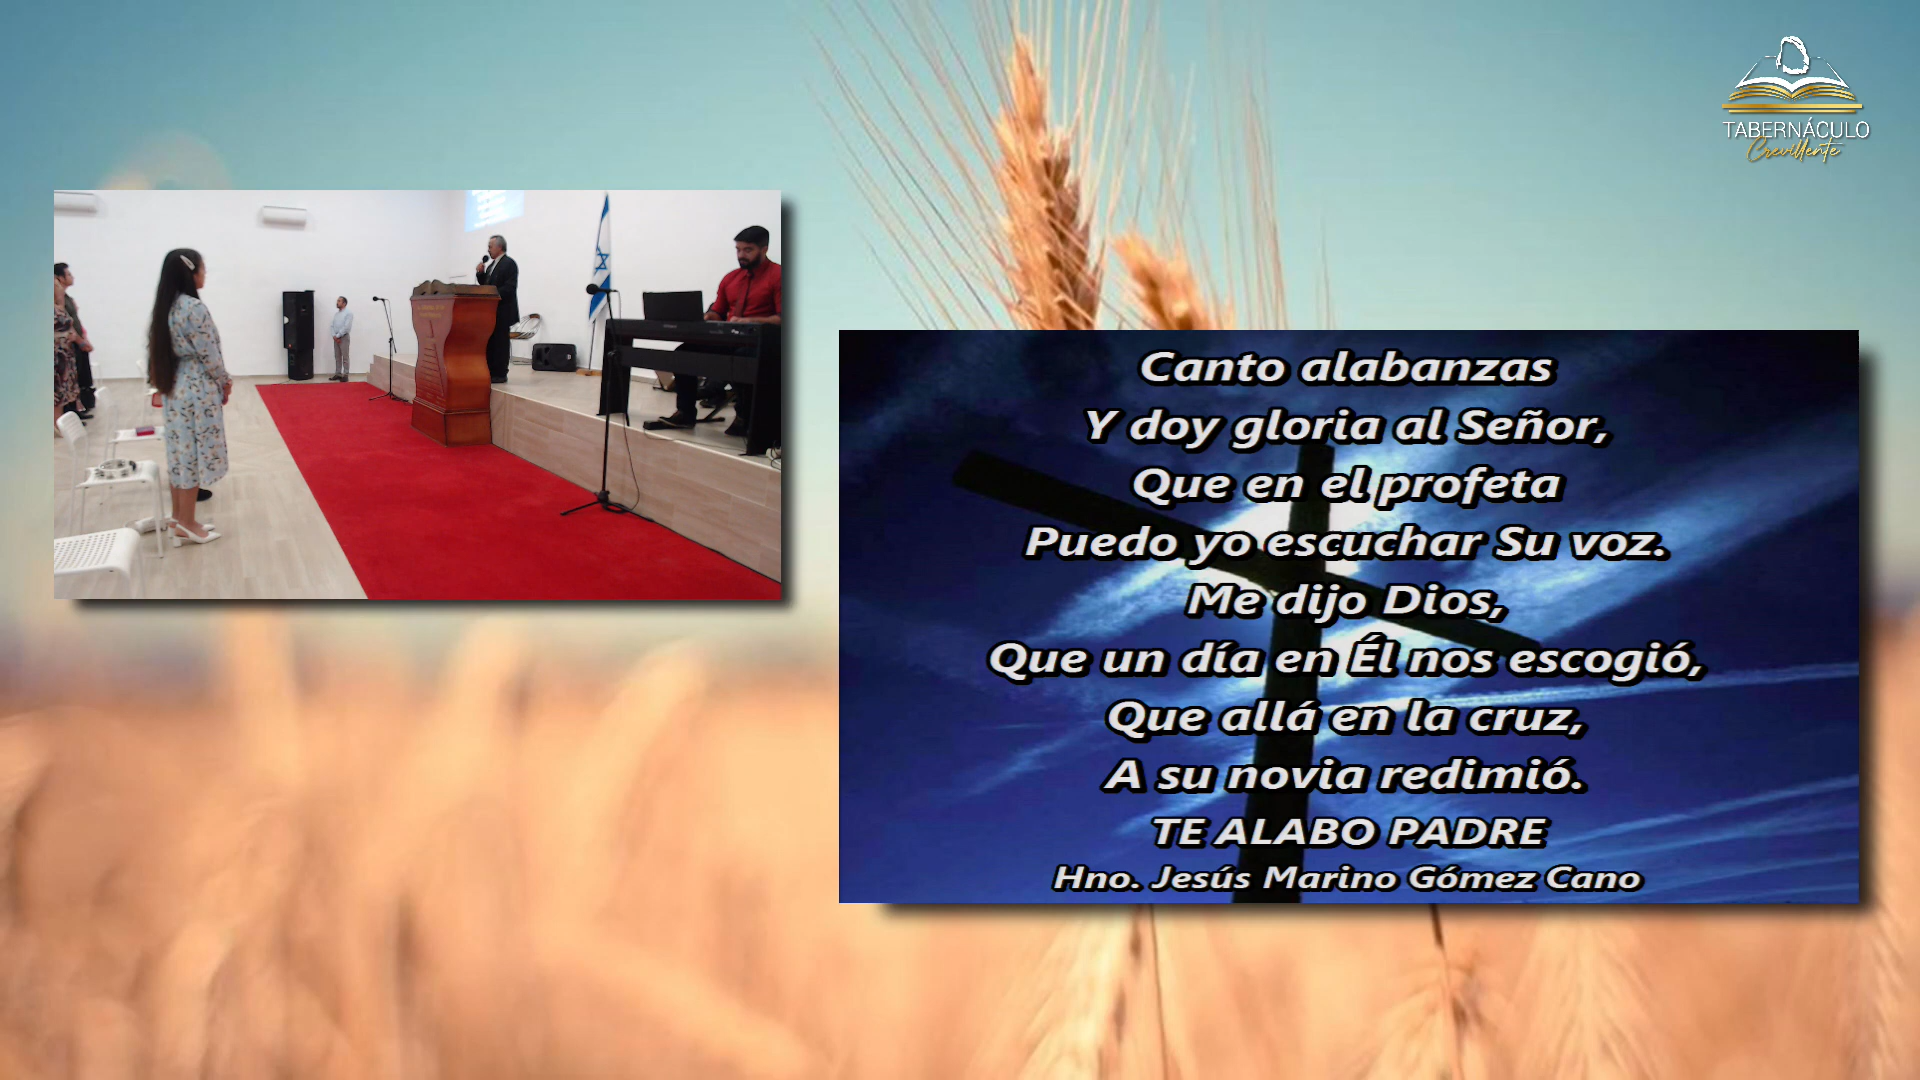 TABERNÁCULO
Crevillente
Canto alabanzas
Y doy gloria al Señor,
Que en el profeta
Puedo yo escuchar Su voz.
Me dijo Dios,
Que un día en Él nos escogió,
Que allá en la cruz,
A su novia redimió.
TE ALABO PADRE
Hno. Jesús Marino Gómez Cano